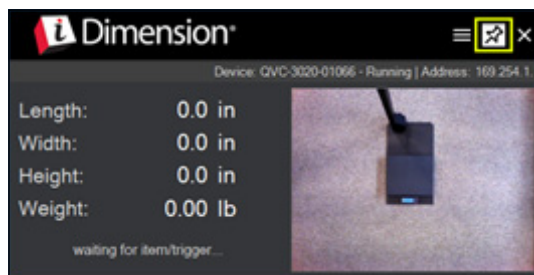 iDimension®
Device: QVC-3020-01066 - Running | Address: 169.254.1.
Length: 0.0 in
Width: 0.0 in
Height: 0.0 in
Weight: 0.00 lb
waiting for item/trigger...